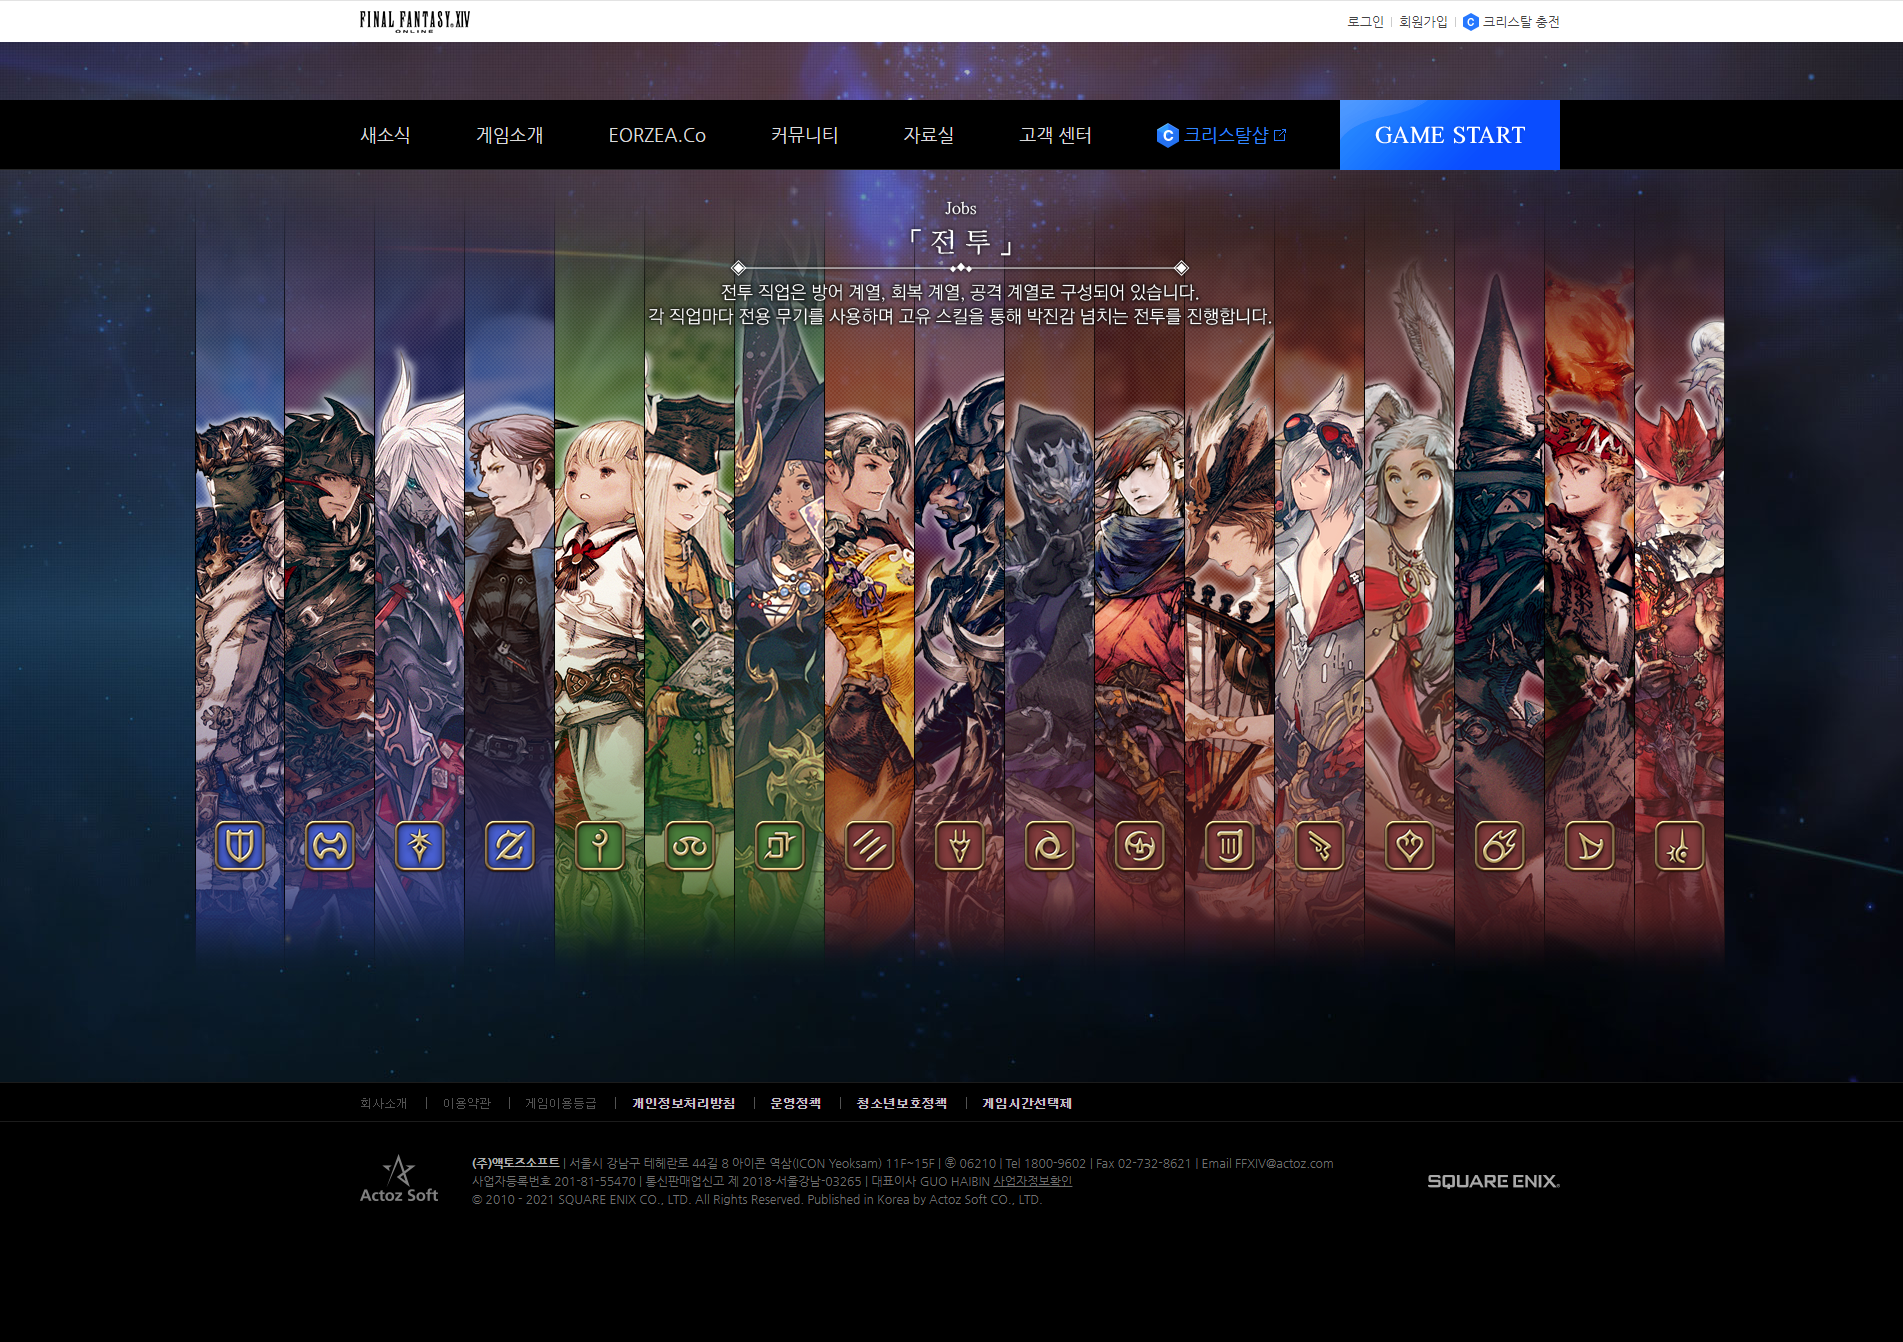 FINAL FANTASY XIV
ONLINE
로그인 | 회원가입 | C 크리스탈 충전
새소식 게임소개 EORZEA.Co 커뮤니티 자료실 고객 센터 C 크리스탈샵 GAME START
Jobs
「 전 투 」
전투 직업은 방어 계열, 회복 계열, 공격 계열로 구성되어 있습니다.
각 직업마다 전용 무기를 사용하며 고유 스킬을 통해 박진감 넘치는 전투를 진행합니다.
회사소개 | 이용약관 | 게임이용등급 | 개인정보처리방침 | 운영정책 | 청소년보호정책 | 게임시간선택제
Actoz Soft
(주)액토즈소프트 | 서울시 강남구 테헤란로 44길 8 아이콘 역삼(ICON Yeoksam) 11F~15F | ㉾ 06210 | Tel 1800-9602 | Fax 02-732-8621 | Email FFXIV@actoz.com
사업자등록번호 201-81-55470 | 통신판매업신고 제 2018-서울강남-03265 | 대표이사 GUO HAIBIN 사업자정보확인
© 2010 - 2021 SQUARE ENIX CO., LTD. All Rights Reserved. Published in Korea by Actoz Soft CO., LTD.
SQUARE ENIX.